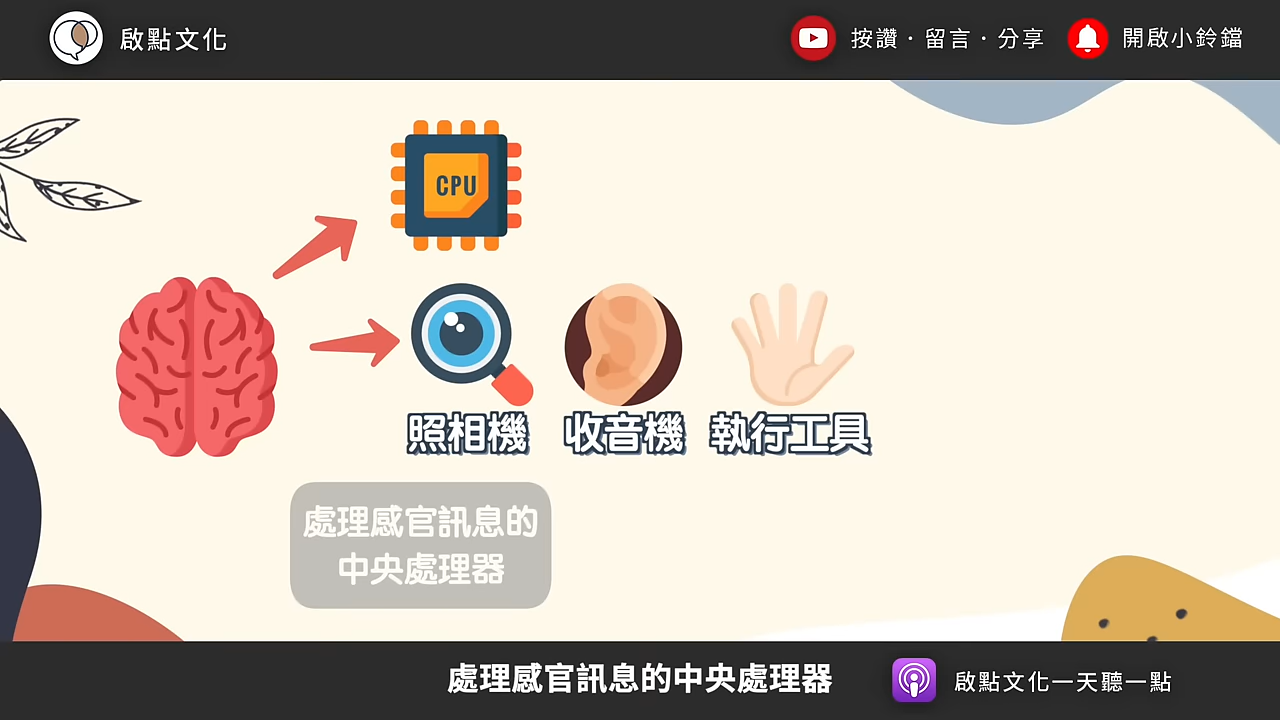 啟點文化
按讚・留言・分享
開啟小鈴鐺
CPU
照相機
收音機
執行工具
處理感官訊息的
中央處理器
處理感官訊息的中央處理器
啟點文化一天聽一點